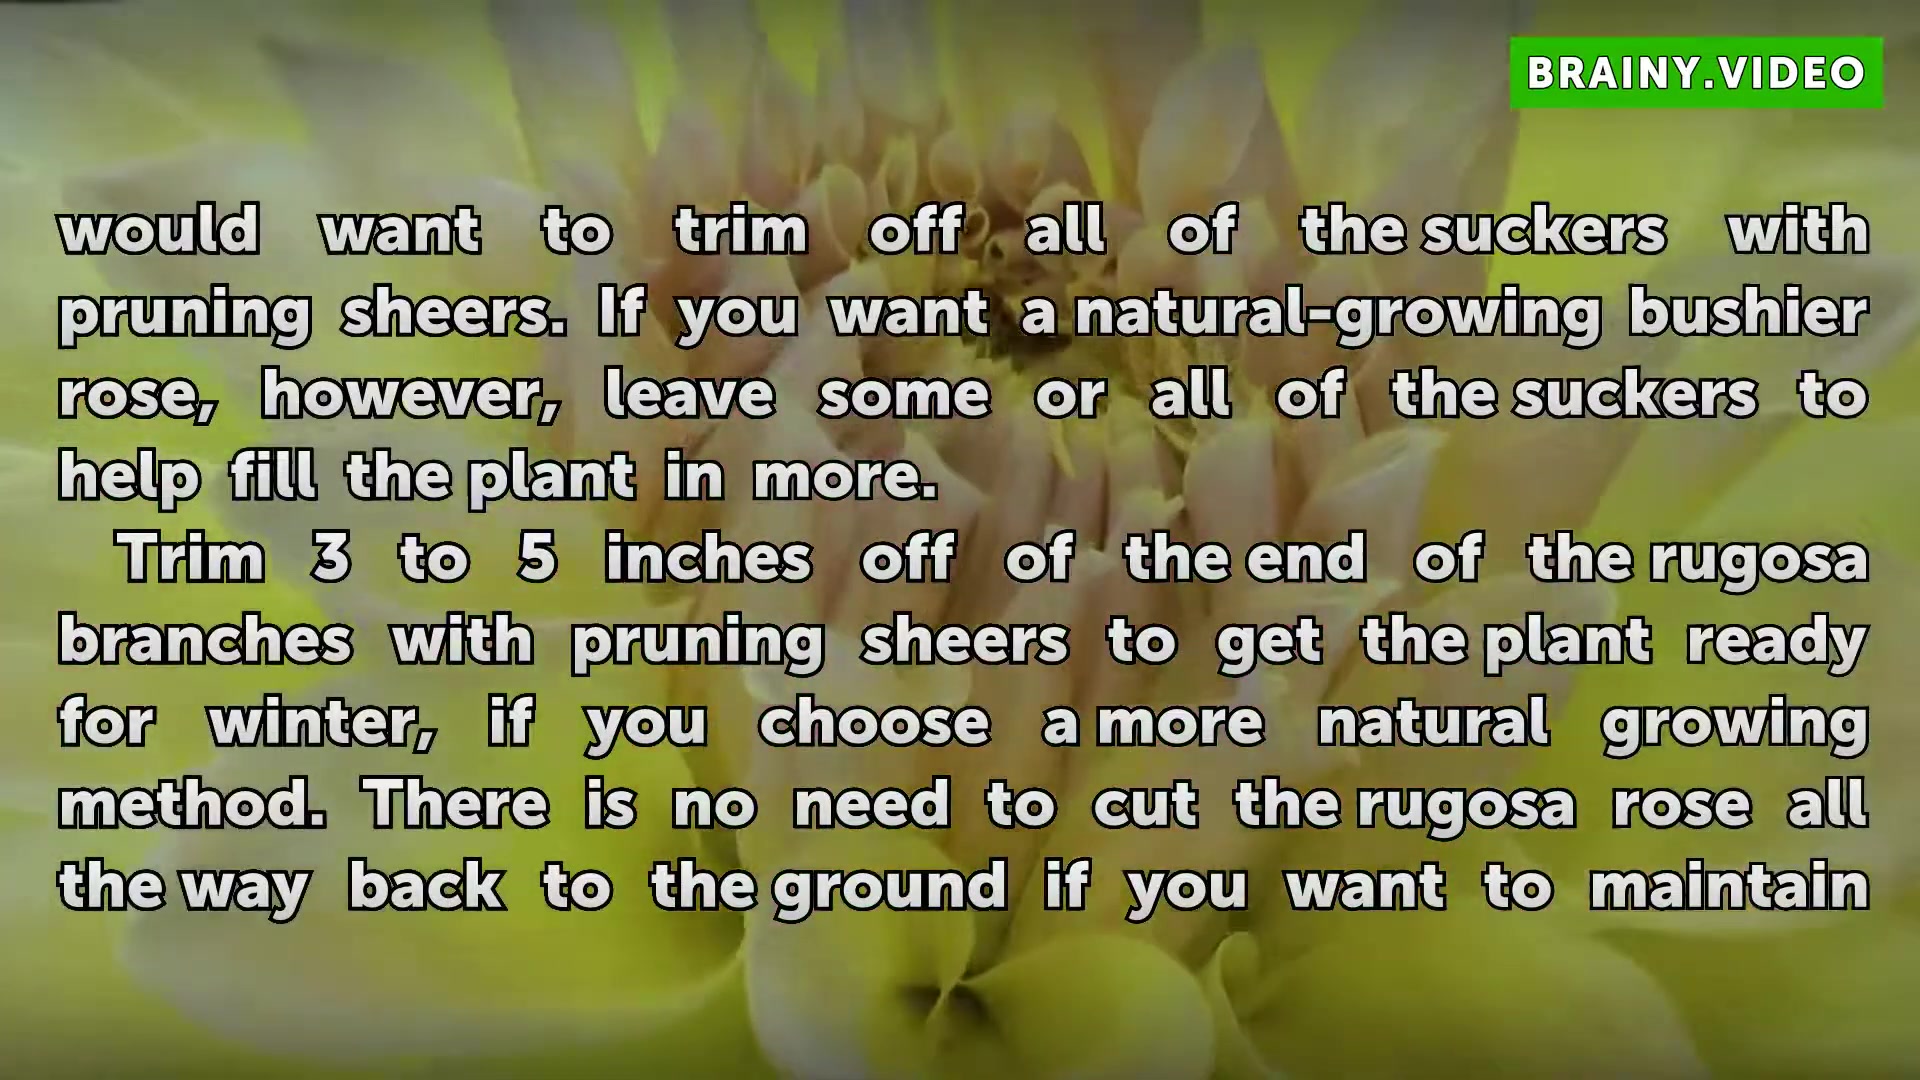 BRAINY.VIDEO
would want to trim off all of the suckers with
pruning sheers. If you want a natural-growing bushier
rose, however, leave some or all of the suckers to
help fill the plant in more.
Trim 3 to 5 inches off of the end of the rugosa
branches with pruning sheers to get the plant ready
for winter, if you choose a more natural growing
method. There is no need to cut the rugosa rose all
the way back to the ground if you want to maintain